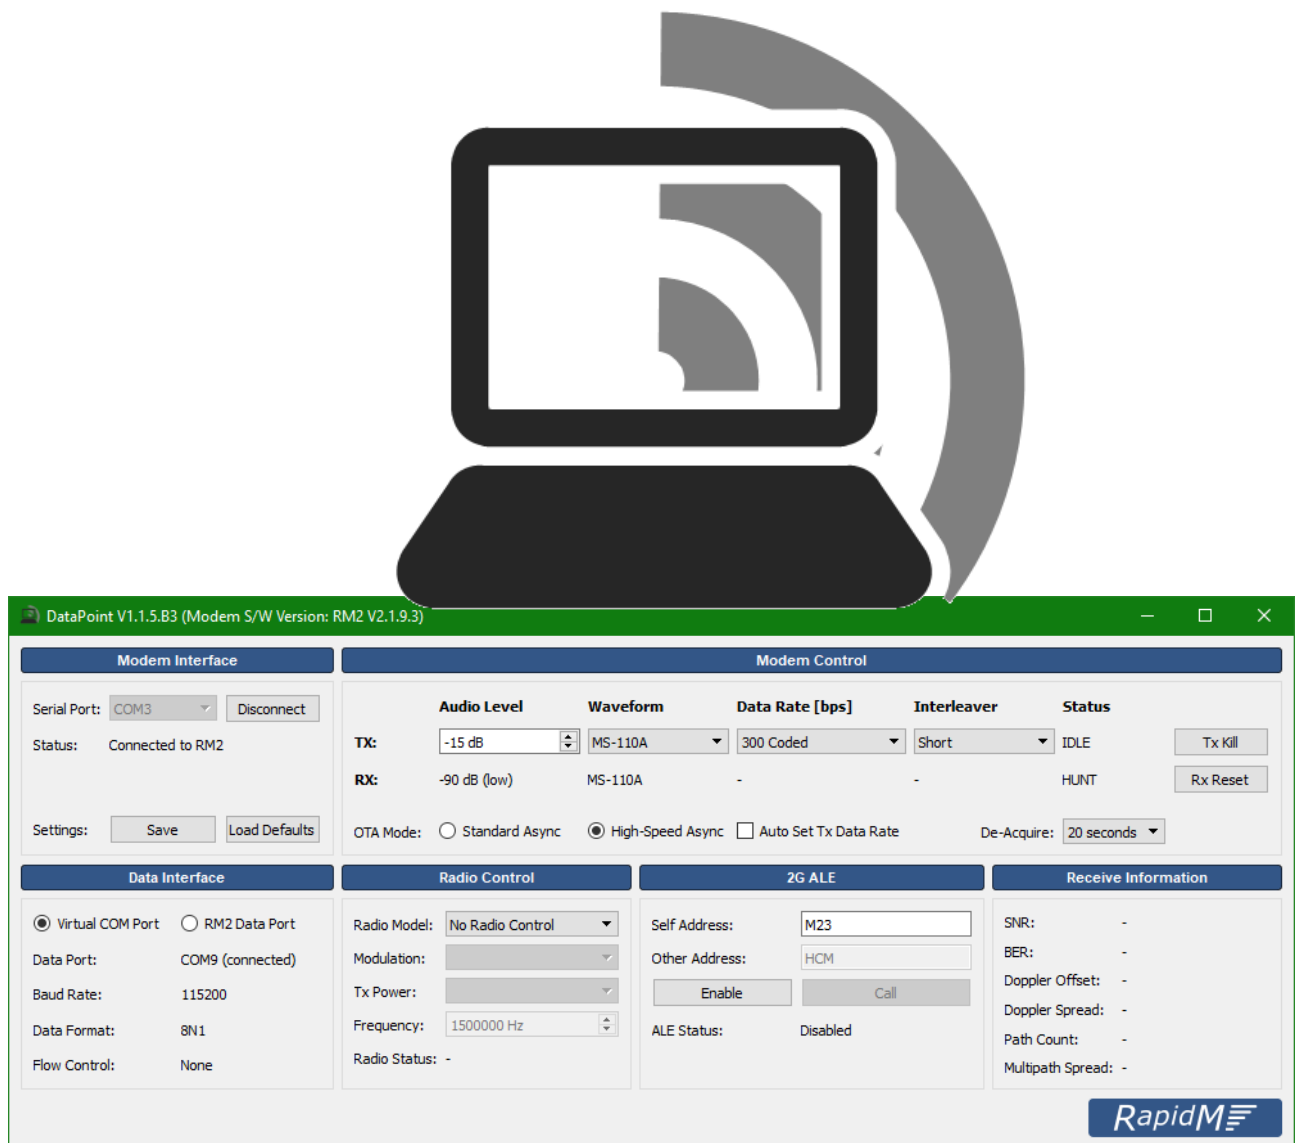 DataPoint V1.1.5.B3 (Modem S/W Version: RM2 V2.1.9.3)
Modem Interface
Serial Port: COM3 Disconnect
Status: Connected to RM2
Settings: Save Load Defaults
Modem Control
Audio Level Waveform Data Rate [bps] Interleaver Status
TX: -15 dB MS-110A 300 Coded Short IDLE Tx Kill
RX: -90 dB (low) MS-110A - - HUNT Rx Reset
OTA Mode: Standard Async High-Speed Async Auto Set Tx Data Rate De-Acquire: 20 seconds
Data Interface
Virtual COM Port RM2 Data Port
Data Port: COM9 (connected)
Baud Rate: 115200
Data Format: 8N1
Flow Control: None
Radio Control
Radio Model: No Radio Control
Modulation:
Tx Power:
Frequency: 1500000 Hz
Radio Status: -
2G ALE
Self Address: M23
Other Address: HCM
Enable Call
ALE Status: Disabled
Receive Information
SNR: -
BER: -
Doppler Offset: -
Doppler Spread: -
Path Count: -
Multipath Spread: -
RapidM